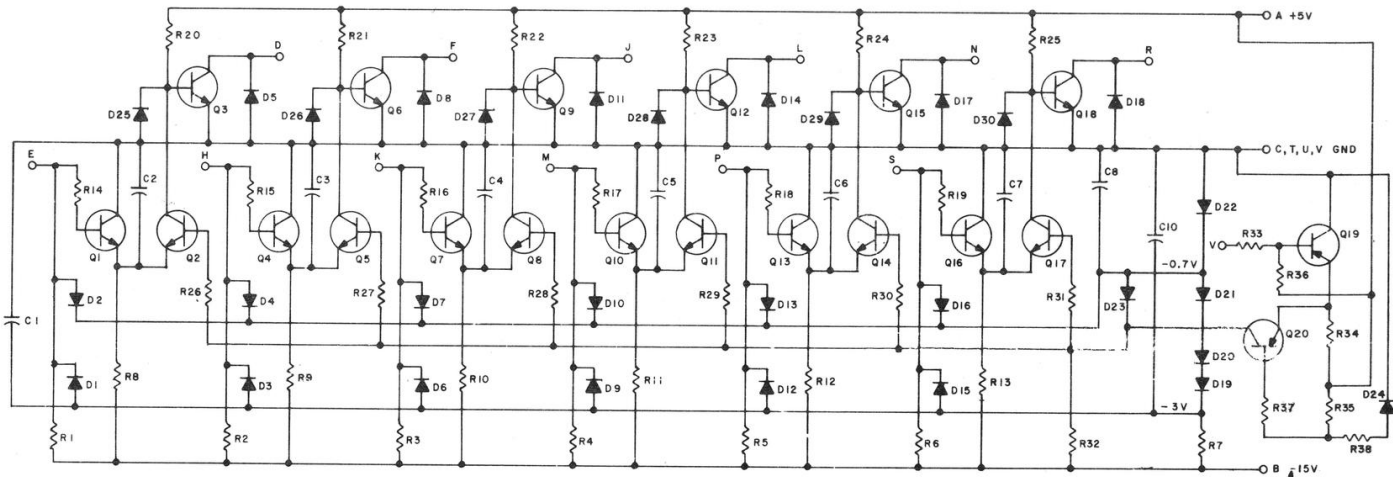 A +5V
R20 R21 R22 R23 R24 R25
D F J L N R
Q3 D5 Q6 D8 Q9 D11 Q12 D14 Q15 D17 Q18 D18
D25 D26 D27 D28 D29 D30
C, T, U, V GND
E H K M P S
R14 C2 R15 C3 R16 C4 R17 C5 R18 C6 R19 C7 C8
D22
Q1 Q2 Q4 Q5 Q7 Q8 Q10 Q11 Q13 Q14 Q16 Q17
C10 V R33 Q19
-0.7V R36
R26 R27 R28 R29 R30 R31
D2 D4 D7 D10 D13 D16 D23 D21
C1 Q20 R34
D20
R8 R9 R10 R11 R12 R13
D1 D3 D6 D9 D12 D15 D19 D24
-3V R37 R35
R1 R2 R3 R4 R5 R6 R32 R7 R38
B -15V